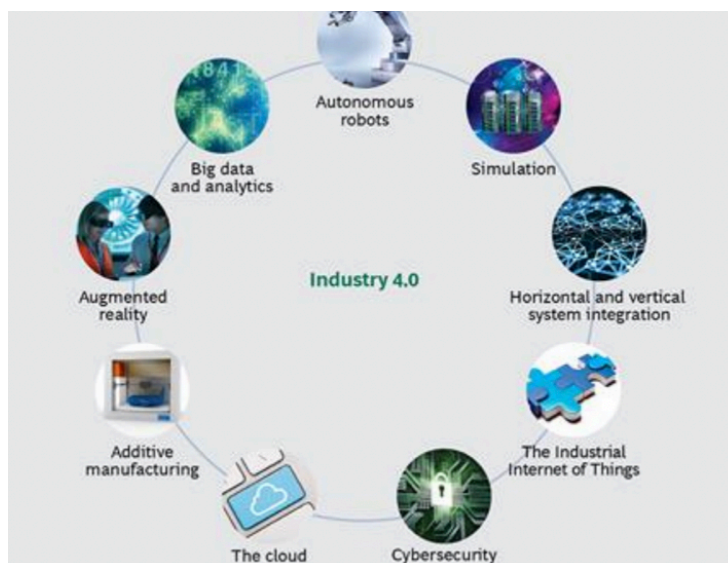 Autonomous
robots
Simulation
Horizontal and vertical
system integration
The Industrial
Internet of Things
Cybersecurity
The cloud
Additive
manufacturing
Augmented
reality
Big data
and analytics
Industry 4.0